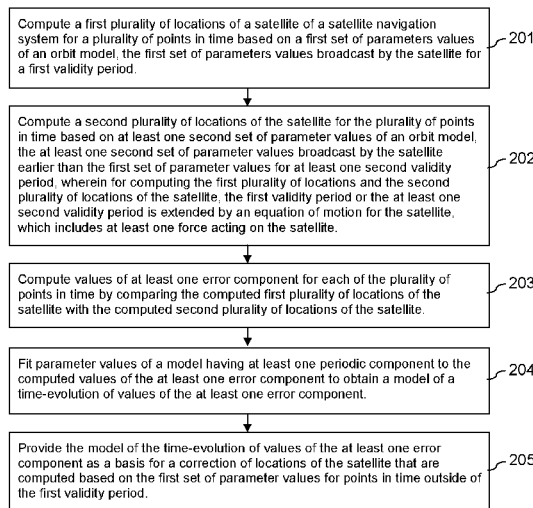 Compute a first plurality of locations of a satellite of a satellite navigation
system for a plurality of points in time based on a first set of parameters values
of an orbit model, the first set of parameters values broadcast by the satellite for
a first validity period.
201
Compute a second plurality of locations of the satellite for the plurality of points
in time based on at least one second set of parameter values of an orbit model,
the at least one second set of parameter values broadcast by the satellite
earlier than the first set of parameter values for at least one second validity
period, wherein for computing the first plurality of locations and the second
plurality of locations of the satellite, the first validity period or the at least one
second validity period is extended by an equation of motion for the satellite,
which includes at least one force acting on the satellite.
202
Compute values of at least one error component for each of the plurality of
points in time by comparing the computed first plurality of locations of the
satellite with the computed second plurality of locations of the satellite.
203
Fit parameter values of a model having at least one periodic component to the
computed values of the at least one error component to obtain a model of a
time-evolution of values of the at least one error component.
204
Provide the model of the time-evolution of values of the at least one error
component as a basis for a correction of locations of the satellite that are
computed based on the first set of parameter values for points in time outside of
the first validity period.
205